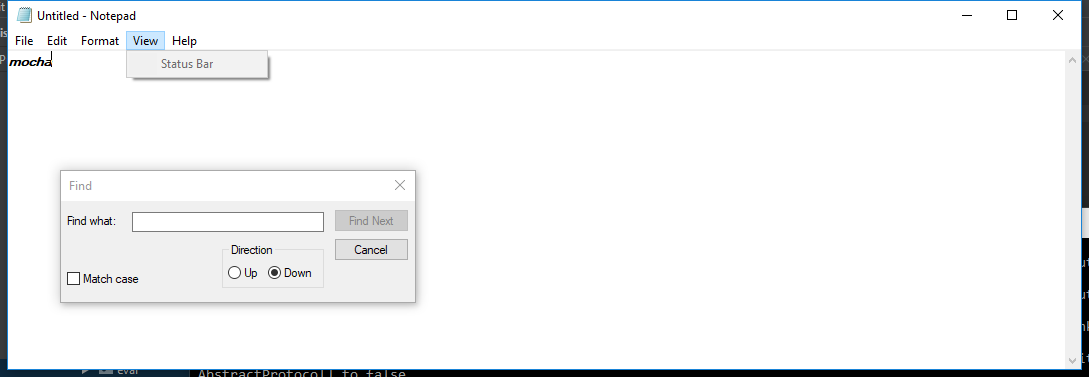 Untitled - Notepad
File Edit Format View Help
mocha
Status Bar
Find
Find what:
Find Next
Cancel
Direction
Up Down
Match case
eval
AbstractProtocol] to false